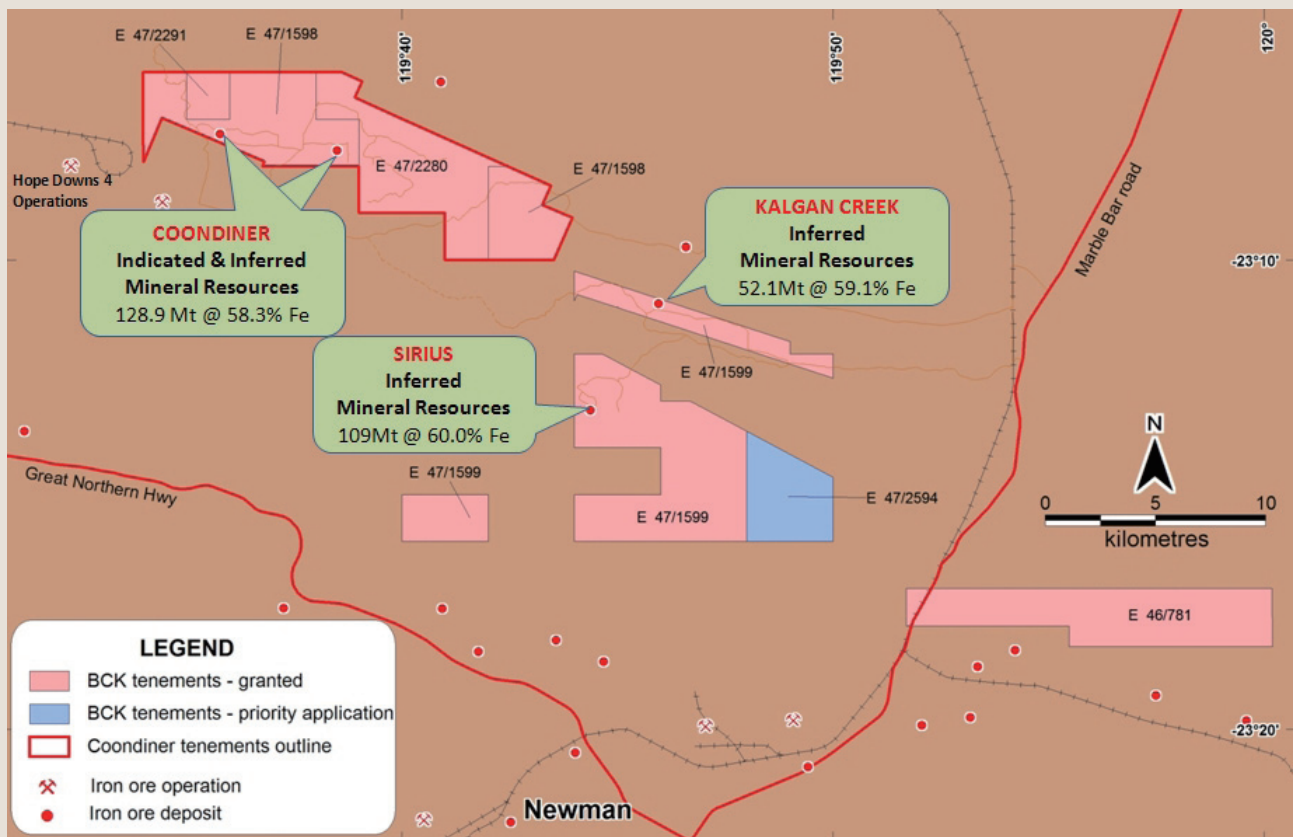 E 47/2291
E 47/1598
119°40'
119°50'
120°
Hope Downs 4
Operations
E 47/2280
E 47/1598
COONDINER
Indicated & Inferred
Mineral Resources
128.9 Mt @ 58.3% Fe
KALGAN CREEK
Inferred
Mineral Resources
52.1Mt @ 59.1% Fe
Marble Bar road
-23°10
SIRIUS
Inferred
Mineral Resources
109Mt @ 60.0% Fe
E 47/1599
Great Northern Hwy
E 47/1599
E 47/1599
E 47/2594
N
0 5 10
kilometres
E 46/781
LEGEND
BCK tenements - granted
BCK tenements - priority application
Coondiner tenements outline
Iron ore operation
Iron ore deposit
-23°20
Newman